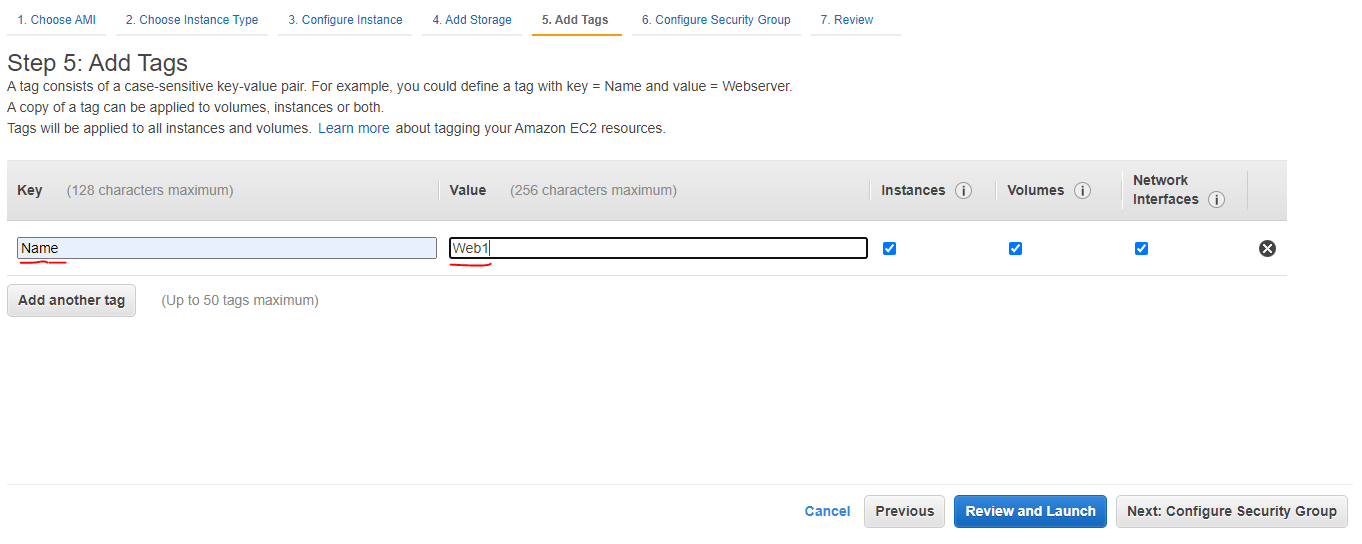 1. Choose AMI 2. Choose Instance Type 3. Configure Instance 4. Add Storage 5. Add Tags 6. Configure Security Group 7. Review
Step 5: Add Tags
A tag consists of a case-sensitive key-value pair. For example, you could define a tag with key = Name and value = Webserver.
A copy of a tag can be applied to volumes, instances or both.
Tags will be applied to all instances and volumes. Learn more about tagging your Amazon EC2 resources.
Key (128 characters maximum) Value (256 characters maximum) Instances i Volumes i Network
Interfaces i
Name Web1
Add another tag (Up to 50 tags maximum)
Cancel Previous Review and Launch Next: Configure Security Group